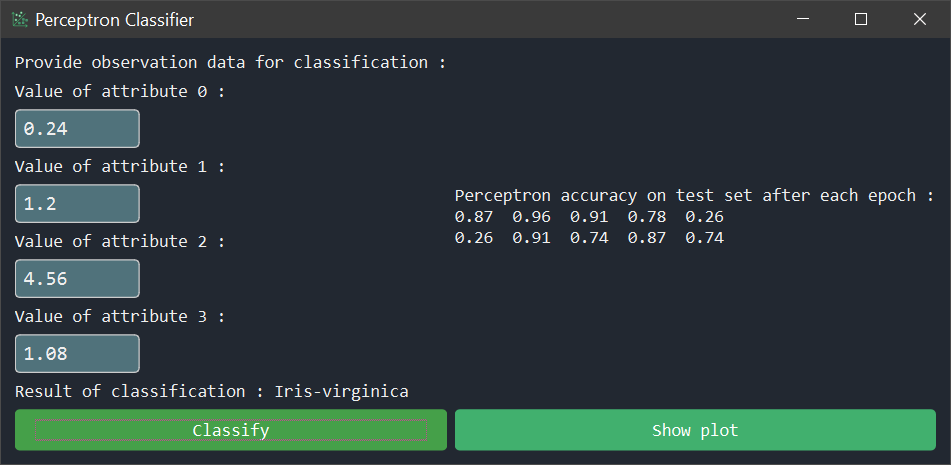 Perceptron Classifier
Provide observation data for classification :
Value of attribute 0 :
0.24
Value of attribute 1 :
1.2
Value of attribute 2 :
4.56
Value of attribute 3 :
1.08
Result of classification : Iris-virginica
Classify
Perceptron accuracy on test set after each epoch :
0.87 0.96 0.91 0.78 0.26
0.26 0.91 0.74 0.87 0.74
Show plot